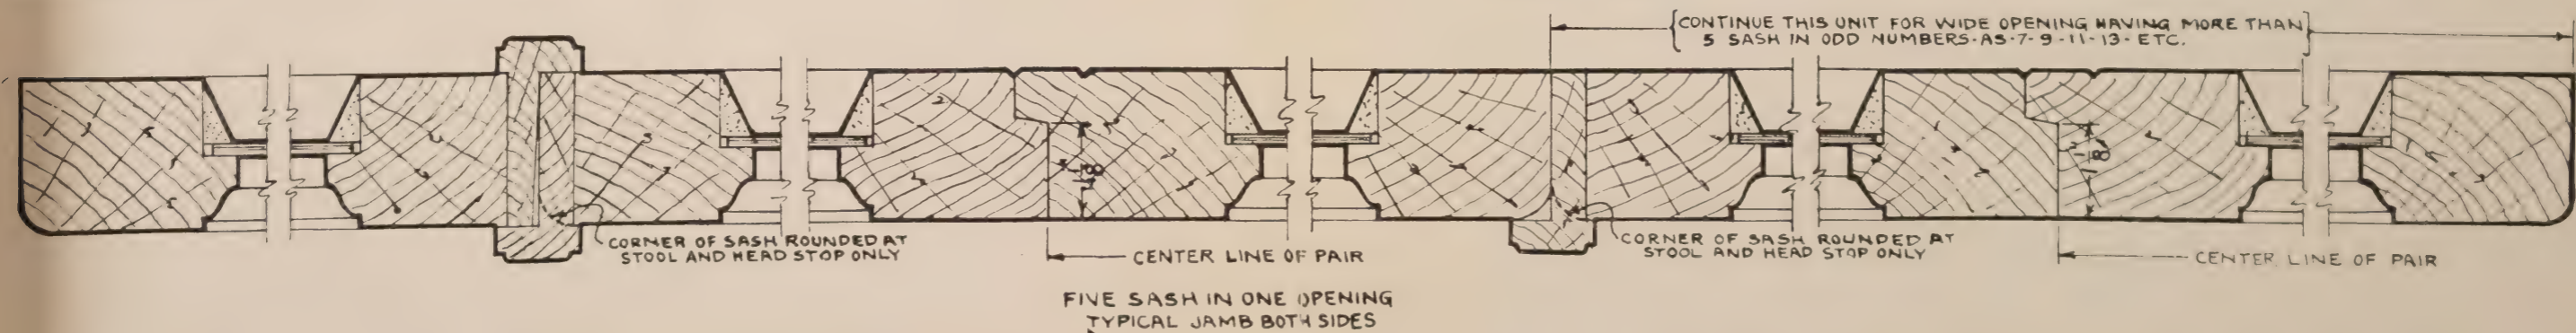 CONTINUE THIS UNIT FOR WIDE OPENING HAVING MORE THAN
5 SASH IN ODD NUMBERS-AS-7-9-11-13-ETC.
CORNER OF SASH ROUNDED AT
STOOL AND HEAD STOP ONLY
CENTER LINE OF PAIR
CORNER OF SASH ROUNDED AT
STOOL AND HEAD STOP ONLY
CENTER LINE OF PAIR
FIVE SASH IN ONE OPENING
TYPICAL JAMB BOTH SIDES